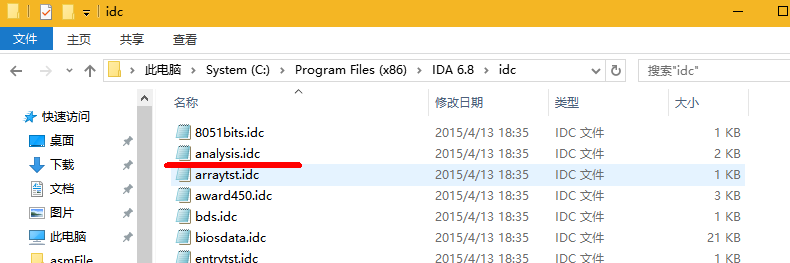 idc
文件 主页 共享 查看
此电脑 System (C:) Program Files (x86) IDA 6.8 idc 搜索"idc"
名称 修改日期 类型 大小
快速访问
桌面
下载
文档
图片
此电脑
asmFile
8051bits.idc 2015/4/13 18:35 IDC 文件 1 KB
analysis.idc 2015/4/13 18:35 IDC 文件 2 KB
arraytst.idc 2015/4/13 18:35 IDC 文件 1 KB
award450.idc 2015/4/13 18:35 IDC 文件 3 KB
bds.idc 2015/4/13 18:35 IDC 文件 1 KB
biosdata.idc 2015/4/13 18:35 IDC 文件 21 KB
entrytst.idc 2015/4/13 18:35 IDC 文件 1 KB